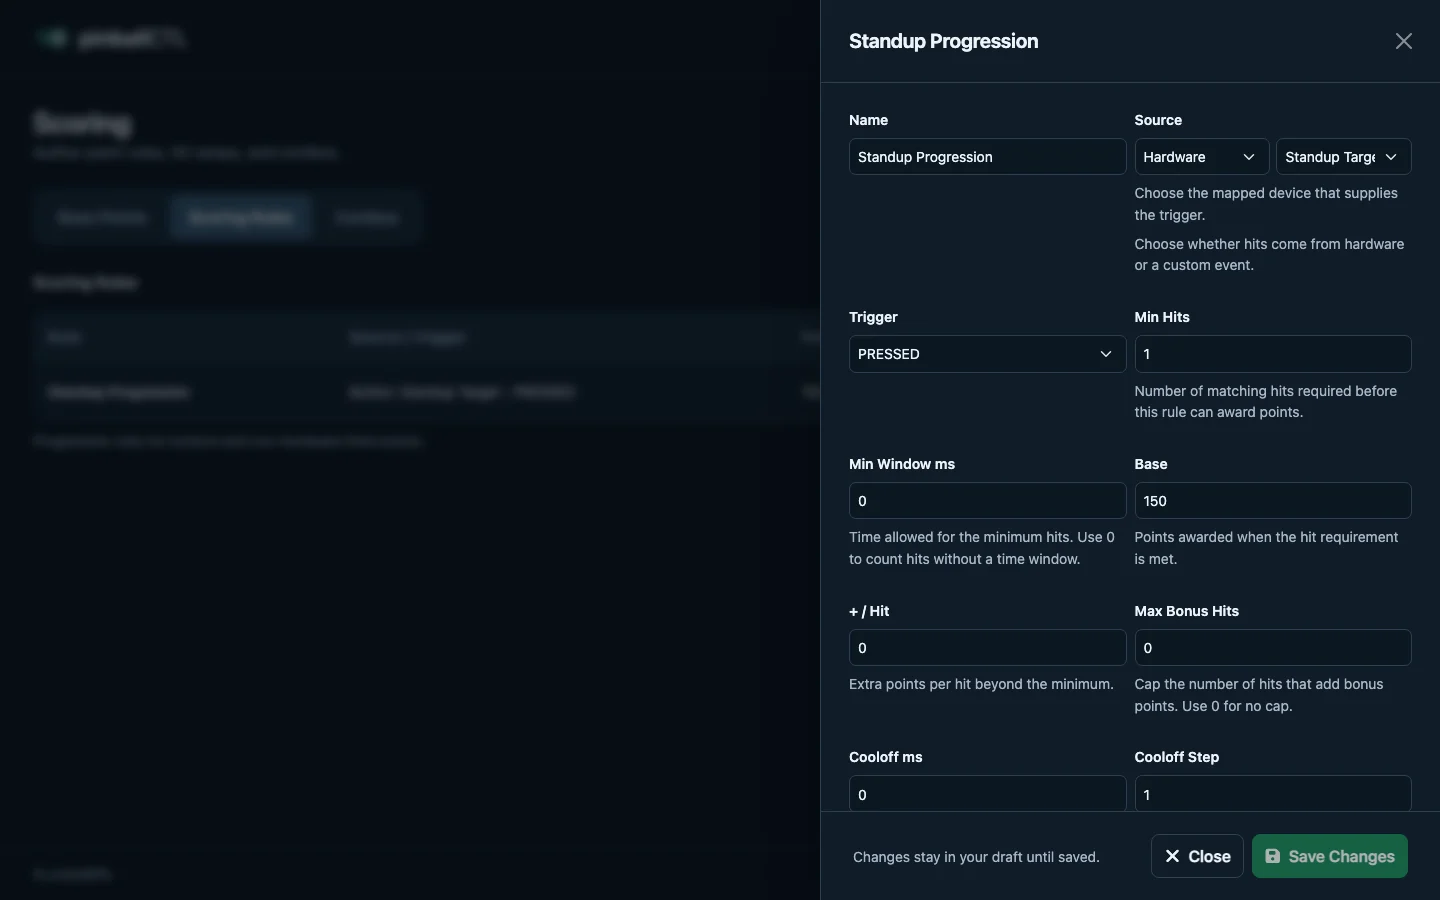 Standup Progression
Name
Source
Standup Progression
Hardware
Standup Targe
Choose the mapped device that supplies
the trigger.
Choose whether hits come from hardware
or a custom event.
Trigger
Min Hits
PRESSED
1
Number of matching hits required before
this rule can award points.
Min Window ms
Base
0
150
Time allowed for the minimum hits. Use 0
to count hits without a time window.
Points awarded when the hit requirement
is met.
+ / Hit
Max Bonus Hits
0
0
Extra points per hit beyond the minimum.
Cap the number of hits that add bonus
points. Use 0 for no cap.
Cooloff ms
Cooloff Step
0
1
Changes stay in your draft until saved.
Close
Save Changes
Scoring
Scoring Rules